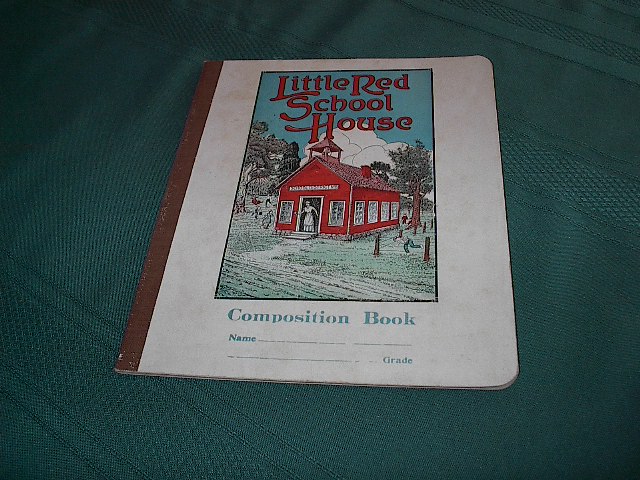 Little Red
School
House
Composition Book
Name
Grade